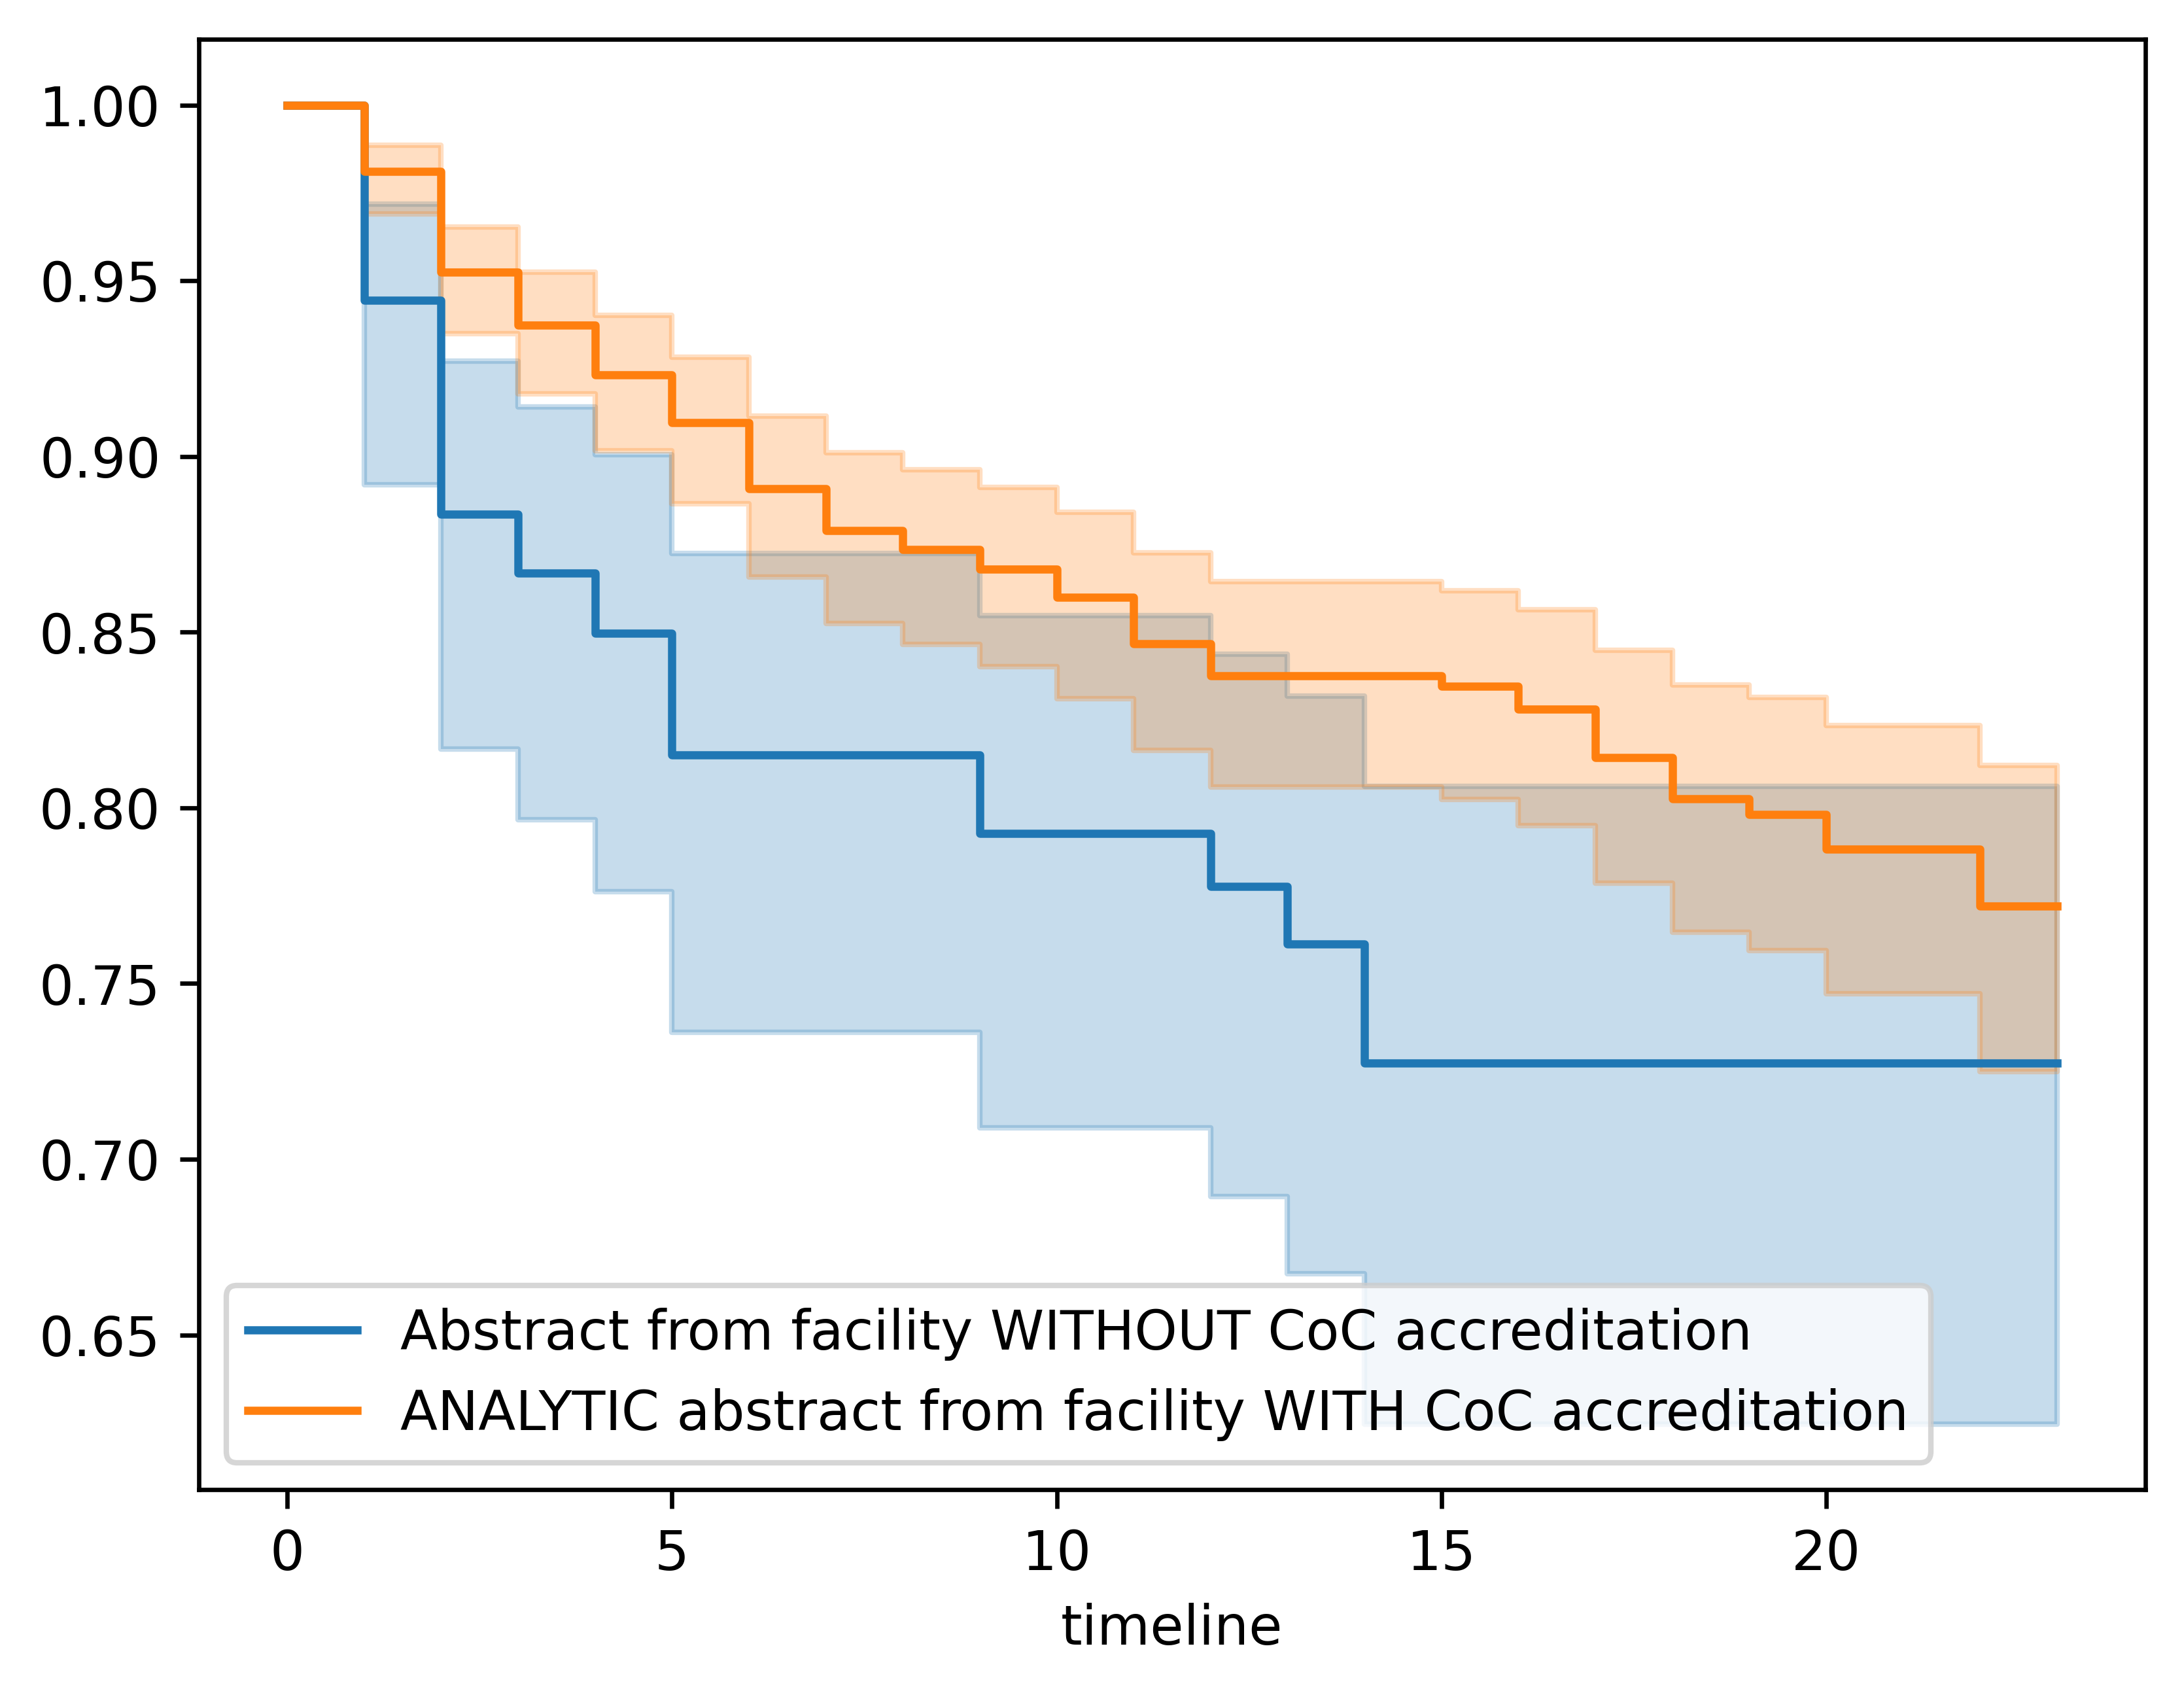 1.00
0.95
0.90
0.85
0.80
0.75
0.70
0.65
Abstract from facility WITHOUT CoC accreditation
ANALYTIC abstract from facility WITH CoC accreditation
0 5 10 15 20
timeline